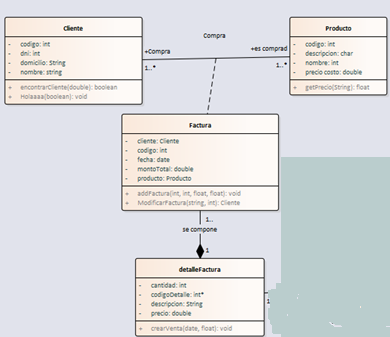 Cliente
- codigo: int
- dni: int
- domicilio: String
- nombre: string
+ encontrarCliente(double): boolean
+ Holaaaa(boolean): void
Compra
+Compra
1..*
+es comprad
1..*
Producto
- codigo: int
- descripcion: char
- nombre: int
- precio costo: double
+ getPrecio(String): float
Factura
- cliente: Cliente
- codigo: int
- fecha: date
- montoTotal: double
- producto: Producto
+ addFactura(int, int, float, float): void
+ ModificarFactura(string, int): Cliente
1..
se compone
1
detalleFactura
- cantidad: int
- codigoDetalle: int*
- descripcion: String
- precio: double
+ crearVenta(date, float): void
1